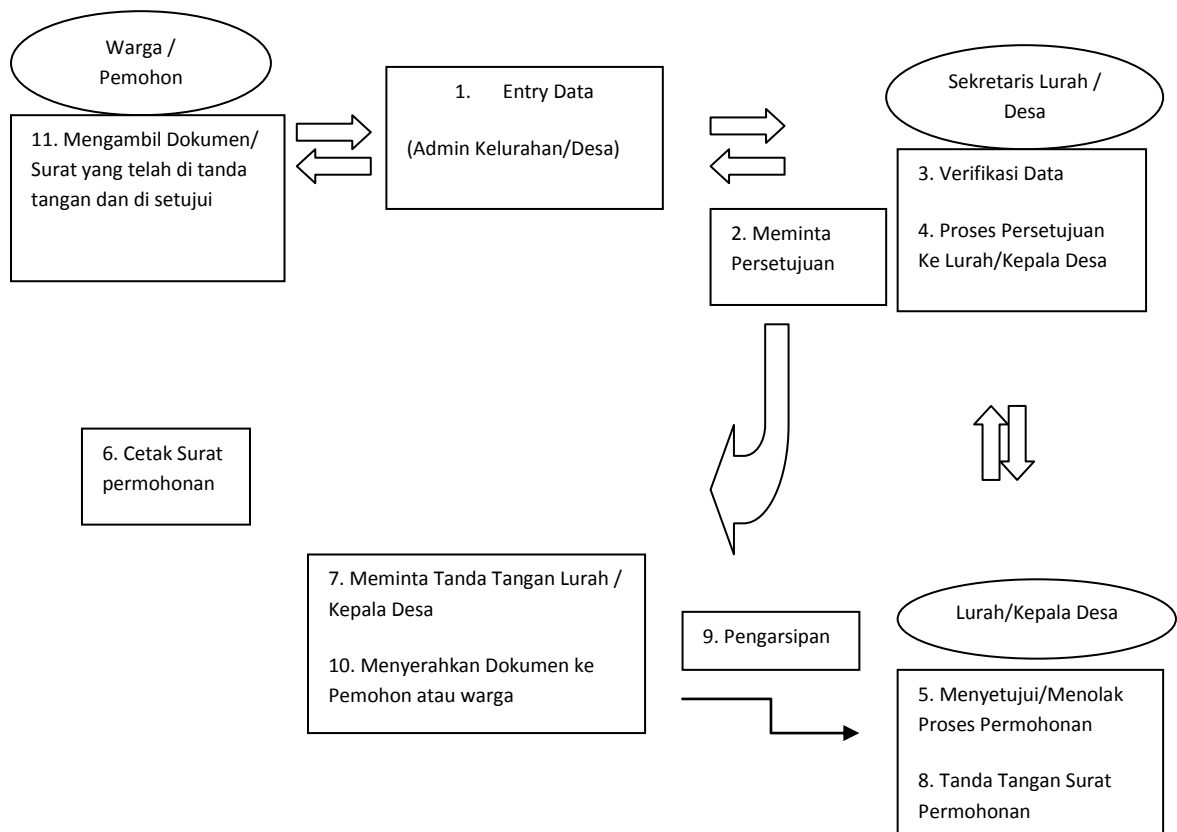 Warga /
Pemohon
11. Mengambil Dokumen/
Surat yang telah di tanda
tangan dan di setujui
1. Entry Data
(Admin Kelurahan/Desa)
Sekretaris Lurah /
Desa
2. Meminta
Persetujuan
3. Verifikasi Data
4. Proses Persetujuan
Ke Lurah/Kepala Desa
6. Cetak Surat
permohonan
7. Meminta Tanda Tangan Lurah /
Kepala Desa
10. Menyerahkan Dokumen ke
Pemohon atau warga
9. Pengarsipan
Lurah/Kepala Desa
5. Menyetujui/Menolak
Proses Permohonan
8. Tanda Tangan Surat
Permohonan